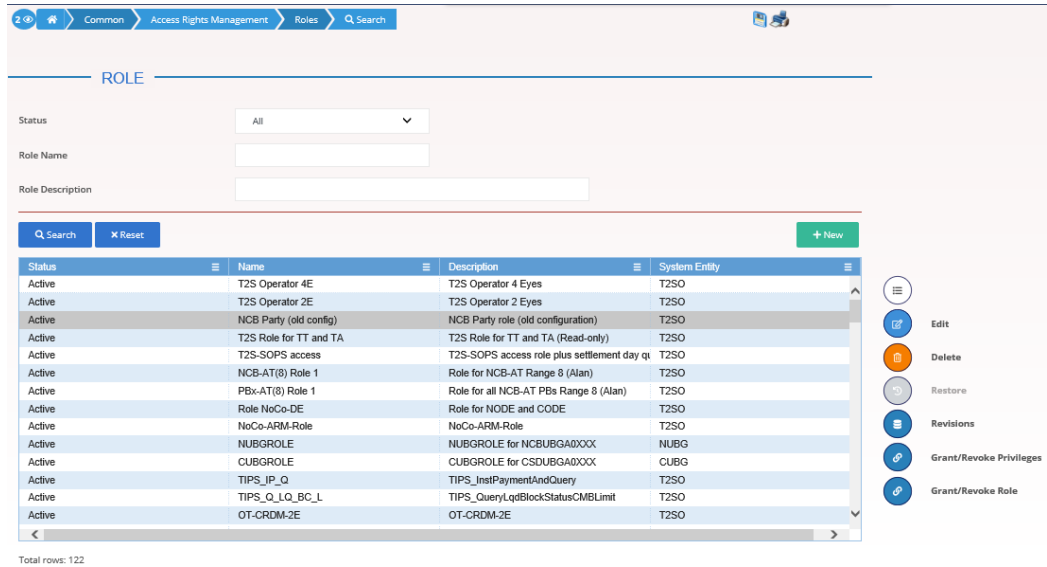 2 Common Access Rights Management Roles Search
ROLE
Status All
Role Name
Role Description
Search Reset New
Status Name Description System Entity
Active T2S Operator 4E T2S Operator 4 Eyes T2SO
Active T2S Operator 2E T2S Operator 2 Eyes T2SO
Active NCB Party (old config) NCB Party role (old configuration) T2SO
Edit
Active T2S Role for TT and TA T2S Role for TT and TA (Read-only) T2SO
Active T2S-SOPS access T2S-SOPS access role plus settlement day qu T2SO
Delete
Active NCB-AT(8) Role 1 Role for NCB-AT Range 8 (Alan) T2SO
Active PBx-AT(8) Role 1 Role for all NCB-AT PBs Range 8 (Alan) T2SO
Restore
Active Role NoCo-DE Role for NODE and CODE T2SO
Active NoCo-ARM-Role NoCo-ARM-Role T2SO
Revisions
Active NUBGROLE NUBGROLE for NCBUBGA0XXX NUBG
Active CUBGROLE CUBGROLE for CSDUBGA0XXX CUBG
Grant/Revoke Privileges
Active TIPS_IP_Q TIPS_InstPaymentAndQuery T2SO
Active TIPS_Q_LQ_BC_L TIPS_QueryLqdBlockStatusCMBLimit T2SO
Grant/Revoke Role
Active OT-CRDM-2E OT-CRDM-2E T2SO
Total rows: 122